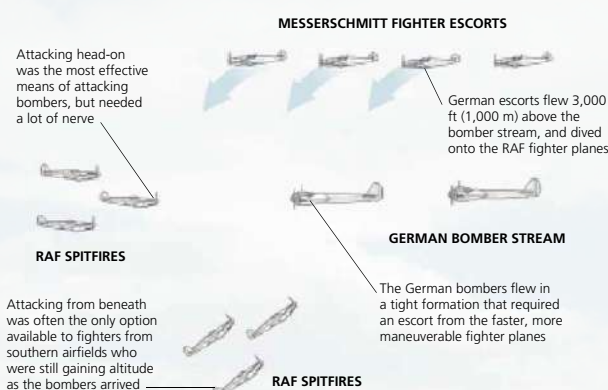 MESSERSCHMITT FIGHTER ESCORTS
Attacking head-on
was the most effective
means of attacking
bombers, but needed
a lot of nerve
German escorts flew 3,000
ft (1,000 m) above the
bomber stream, and dived
onto the RAF fighter planes
RAF SPITFIRES
GERMAN BOMBER STREAM
The German bombers flew in
a tight formation that required
an escort from the faster, more
maneuverable fighter planes
Attacking from beneath
was often the only option
available to fighters from
southern airfields who
were still gaining altitude
as the bombers arrived
RAF SPITFIRES